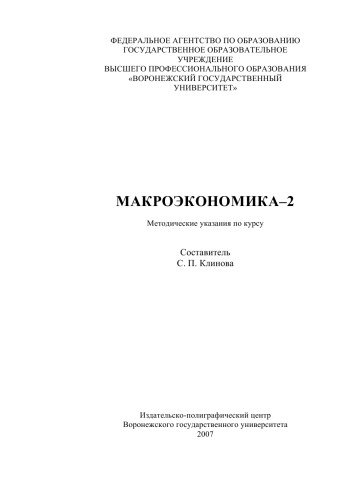 ФЕДЕРАЛЬНОЕ АГЕНТСТВО ПО ОБРАЗОВАНИЮ
ГОСУДАРСТВЕННОЕ ОБРАЗОВАТЕЛЬНОЕ
УЧРЕЖДЕНИЕ
ВЫСШЕГО ПРОФЕССИОНАЛЬНОГО ОБРАЗОВАНИЯ
«ВОРОНЕЖСКИЙ ГОСУДАРСТВЕННЫЙ
УНИВЕРСИТЕТ»
МАКРОЭКОНОМИКА–2
Методические указания по курсу
Составитель
С. П. Клинова
Издательско-полиграфический центр
Воронежского государственного университета
2007